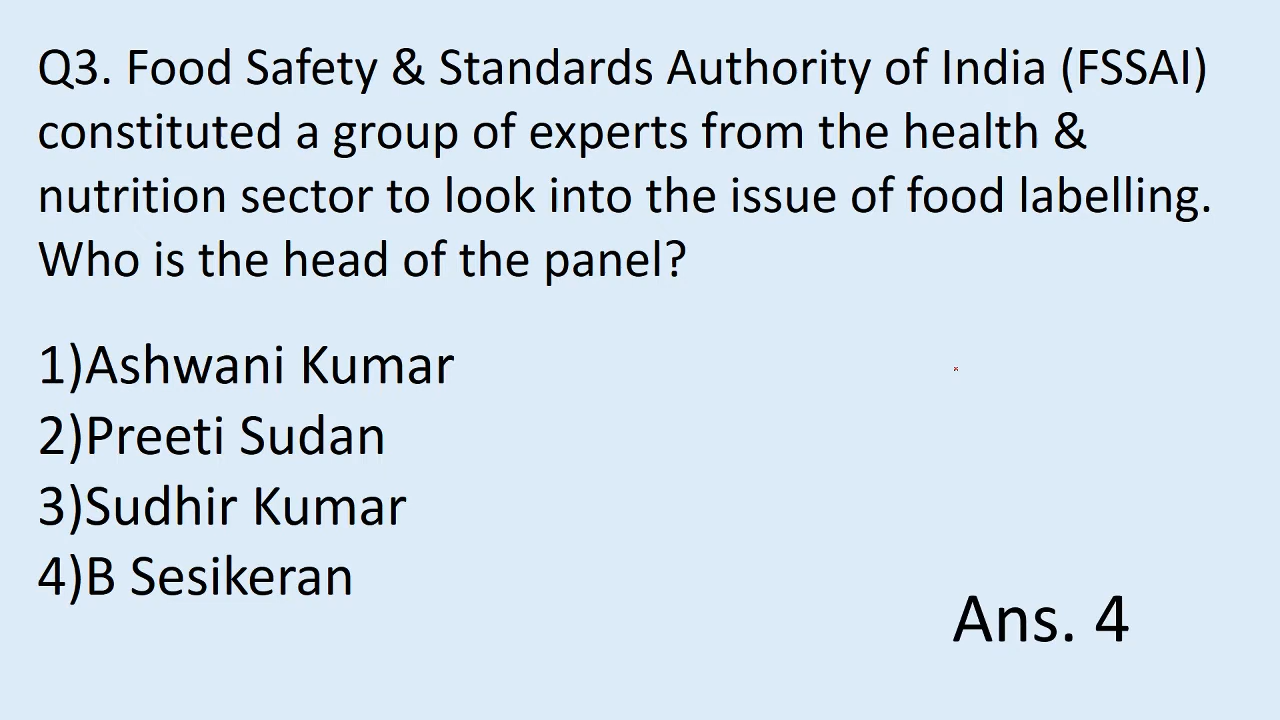 Q3. Food Safety & Standards Authority of India (FSSAI)
constituted a group of experts from the health &
nutrition sector to look into the issue of food labelling.
Who is the head of the panel?
1)Ashwani Kumar
2)Preeti Sudan
3)Sudhir Kumar
4)B Sesikeran
Ans. 4